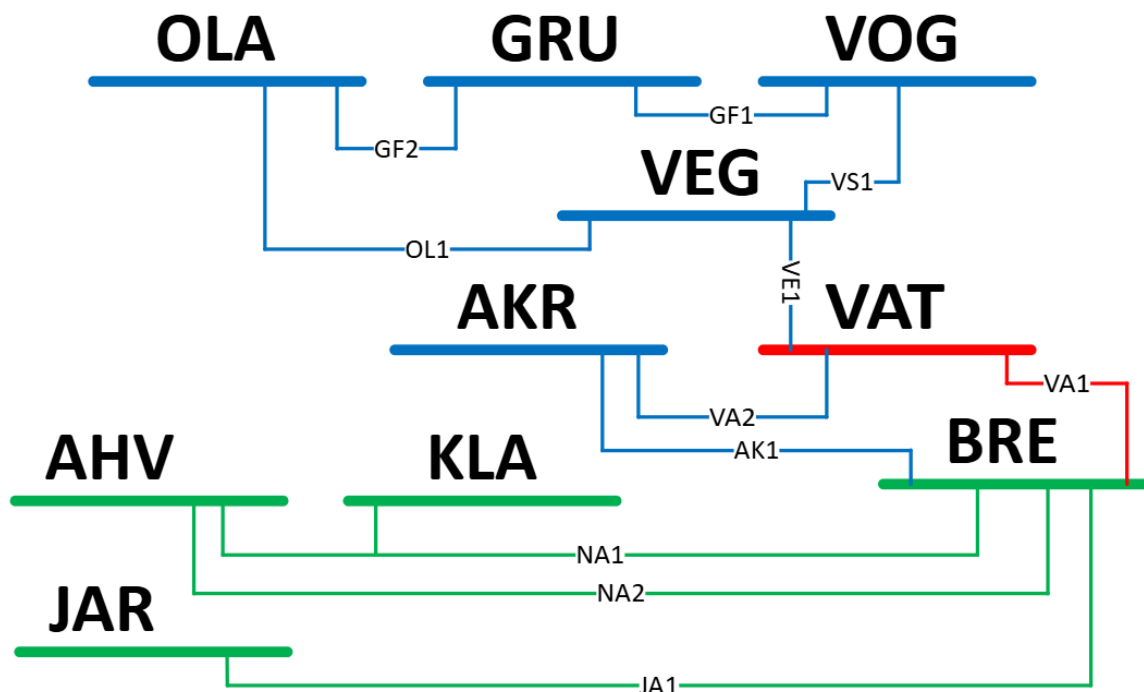 OLA GRU VOG
GF1
GF2
VEG
VS1
OL1
VE1
AKR VAT
VA1
VA2
AHV KLA BRE
AK1
NA1
NA2
JAR
JA1